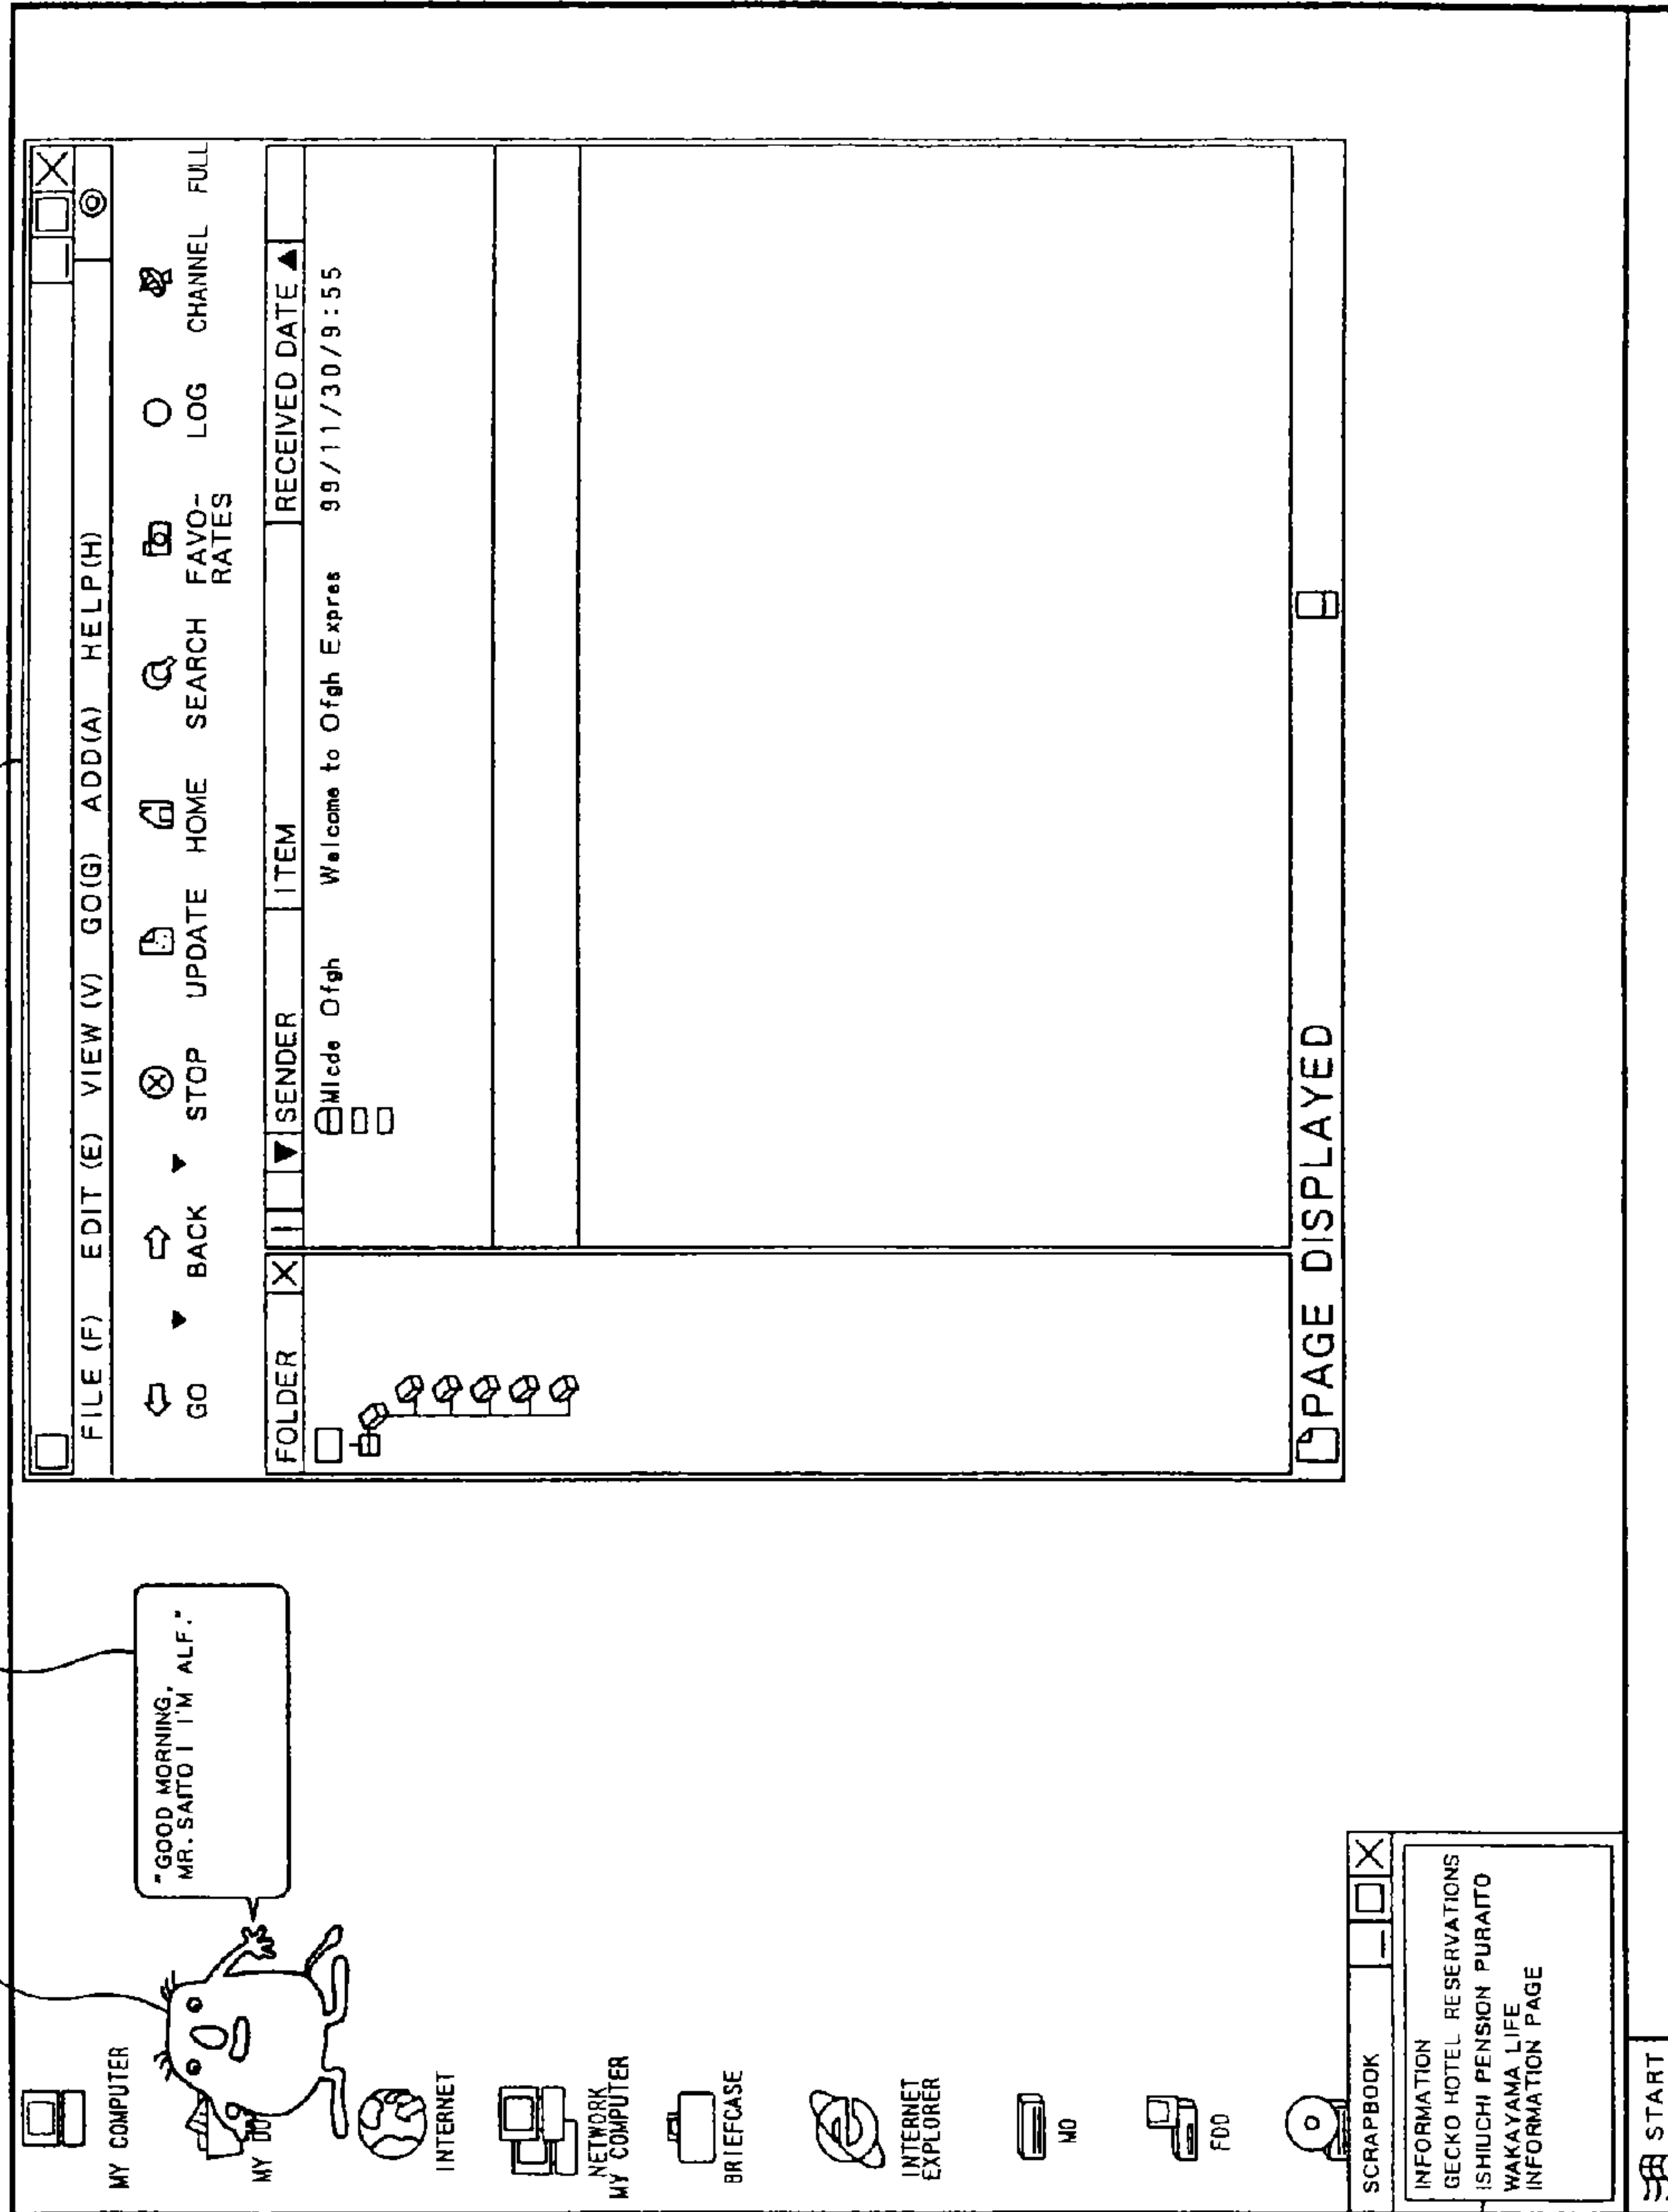 MY COMPUTER
"GOOD MORNING,
MR. SAITO I I'M ALF."
MY DO
INTERNET
NETWORK
MY COMPUTER
BRIEFCASE
INTERNET
EXPLORER
MO
FDD
FILE (F) EDIT (E) VIEW (V) GO(G) ADD(A) HELP(H)
GO BACK STOP UPDATE HOME SEARCH FAVO- LOG CHANNEL FULL
RATES
FOLDER
SENDER ITEM RECEIVED DATE
Micde Ofgh Welcome to Ofgh Expres 99/11/30/9:55
PAGE DISPLAYED
SCRAPBOOK
INFORMATION
GECKO HOTEL RESERVATIONS
ISHIUCHI PENSION PURAITO
WAKAYAMA LIFE
INFORMATION PAGE
START